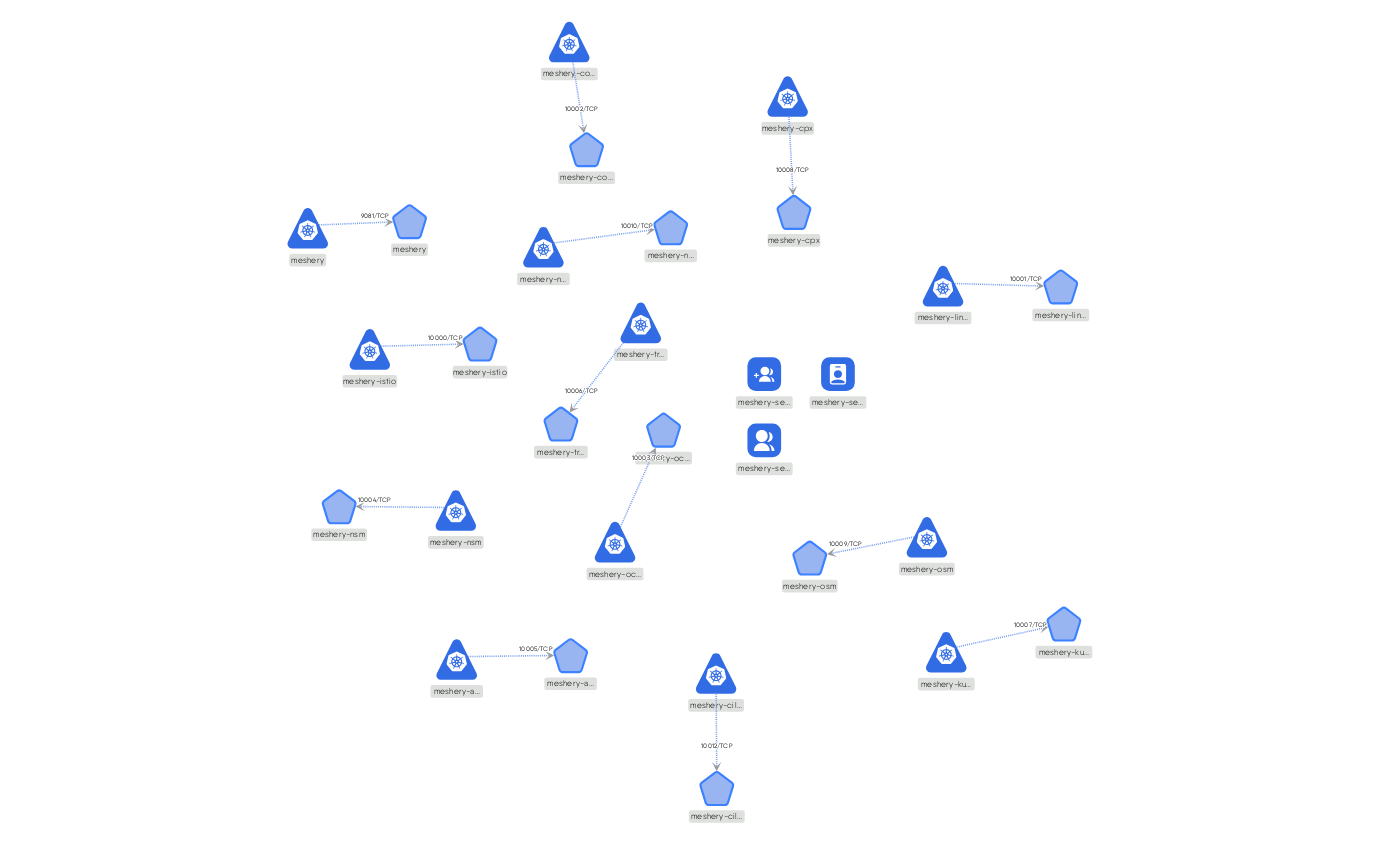 meshery-co...
10002/TCP
meshery-co...
meshery-cpx
10008/TCP
meshery-cpx
9081/TCP
meshery
meshery
10010/TCP
meshery-n...
meshery-n...
10001/TCP
meshery-lin...
meshery-lin...
10000/TCP
meshery-istio
meshery-istio
meshery-tr...
10006/TCP
meshery-tr...
meshery-se...
meshery-se...
meshery-se...
10003/TCP
y-oc...
meshery-oc...
10004/TCP
meshery-nsm
meshery-nsm
10009/TCP
meshery-osm
meshery-osm
10007/TCP
meshery-ku...
meshery-ku...
10005/TCP
meshery-a...
meshery-a...
meshery-cil...
10012/TCP
meshery-cil...